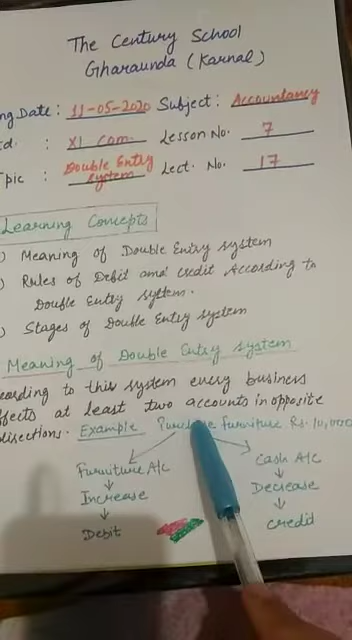 The Century School
Gharaunda (Karnal)
ng Date: 11-05-2020 Subject: Accountancy
d. : XI Com. Lesson No. 7
pic : Double Entry System Lect. No. 17
Learning Concepts
) Meaning of Double Entry system
) Rules of Debit and Credit According to
Double Entry system.
) Stages of Double Entry system
Meaning of Double Entry system
cording to this system every business
ffects at least two accounts in opposite
directions. Example Purchase furniture Rs. 10,000
Furniture A/C Cash A/C
Increase Decrease
Debit Credit